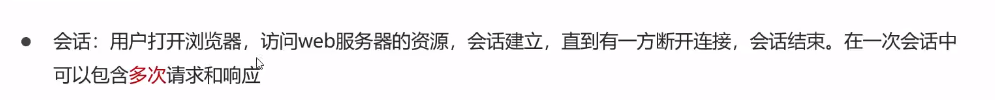 ● 会话：用户打开浏览器，访问web服务器的资源，会话建立，直到有一方断开连接，会话结束。在一次会话中
可以包含多次请求和响应